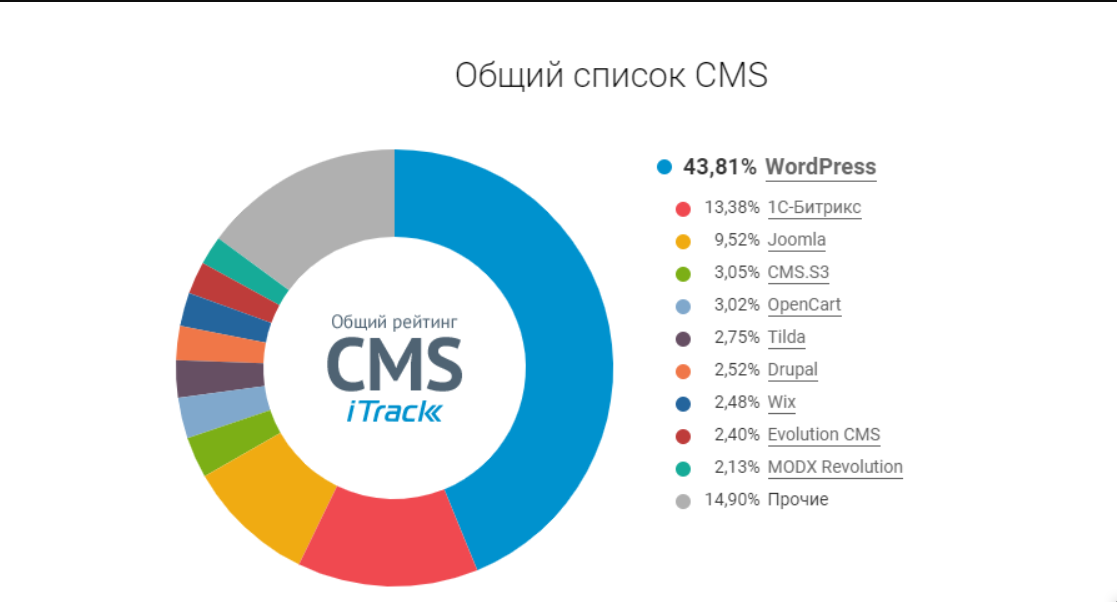 Общий список CMS
Общий рейтинг
CMS
iTrack
43,81% WordPress
13,38% 1С-Битрикс
9,52% Joomla
3,05% CMS.S3
3,02% OpenCart
2,75% Tilda
2,52% Drupal
2,48% Wix
2,40% Evolution CMS
2,13% MODX Revolution
14,90% Прочие